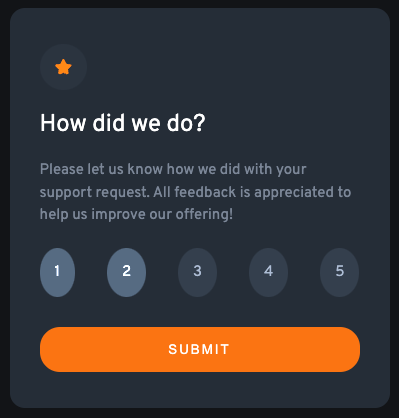 How did we do?
Please let us know how we did with your
support request. All feedback is appreciated to
help us improve our offering!
1 2 3 4 5
SUBMIT